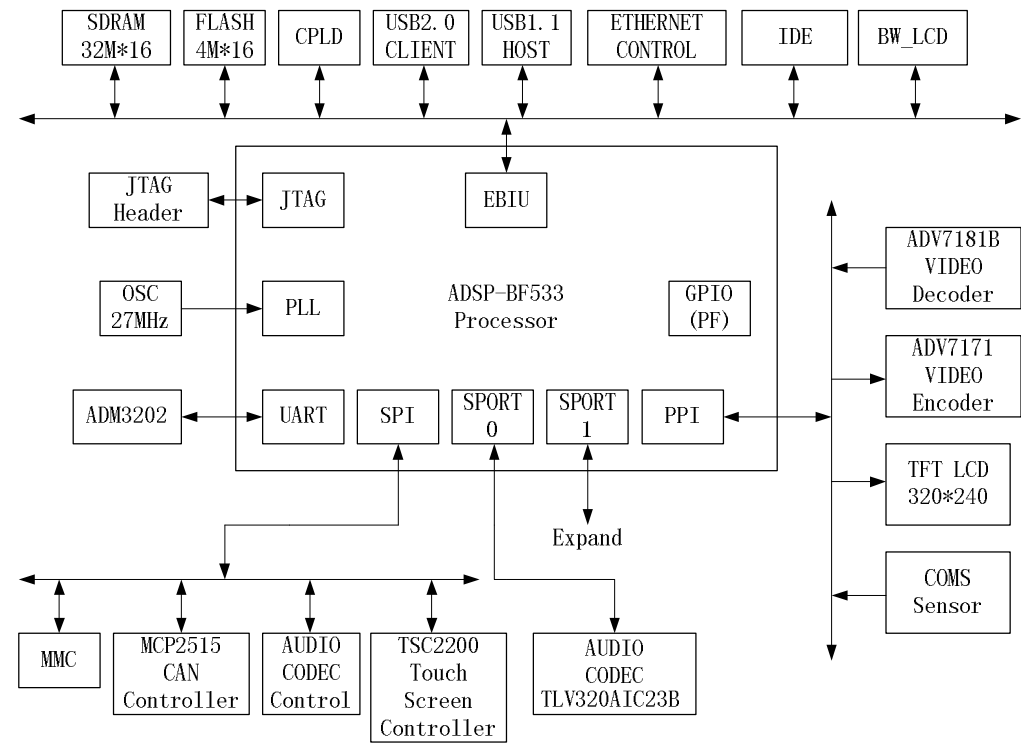 SDRAM
32M*16
FLASH
4M*16
CPLD
USB2.0
CLIENT
USB1.1
HOST
ETHERNET
CONTROL
IDE
BW_LCD
JTAG
Header
JTAG
EBIU
ADV7181B
VIDEO
Decoder
OSC
27MHz
PLL
ADSP-BF533
Processor
GPIO
(PF)
ADV7171
VIDEO
Encoder
ADM3202
UART
SPI
SPORT
0
SPORT
1
PPI
TFT LCD
320*240
Expand
COMS
Sensor
MMC
MCP2515
CAN
Controller
AUDIO
CODEC
Control
TSC2200
Touch
Screen
Controller
AUDIO
CODEC
TLV320AIC23B